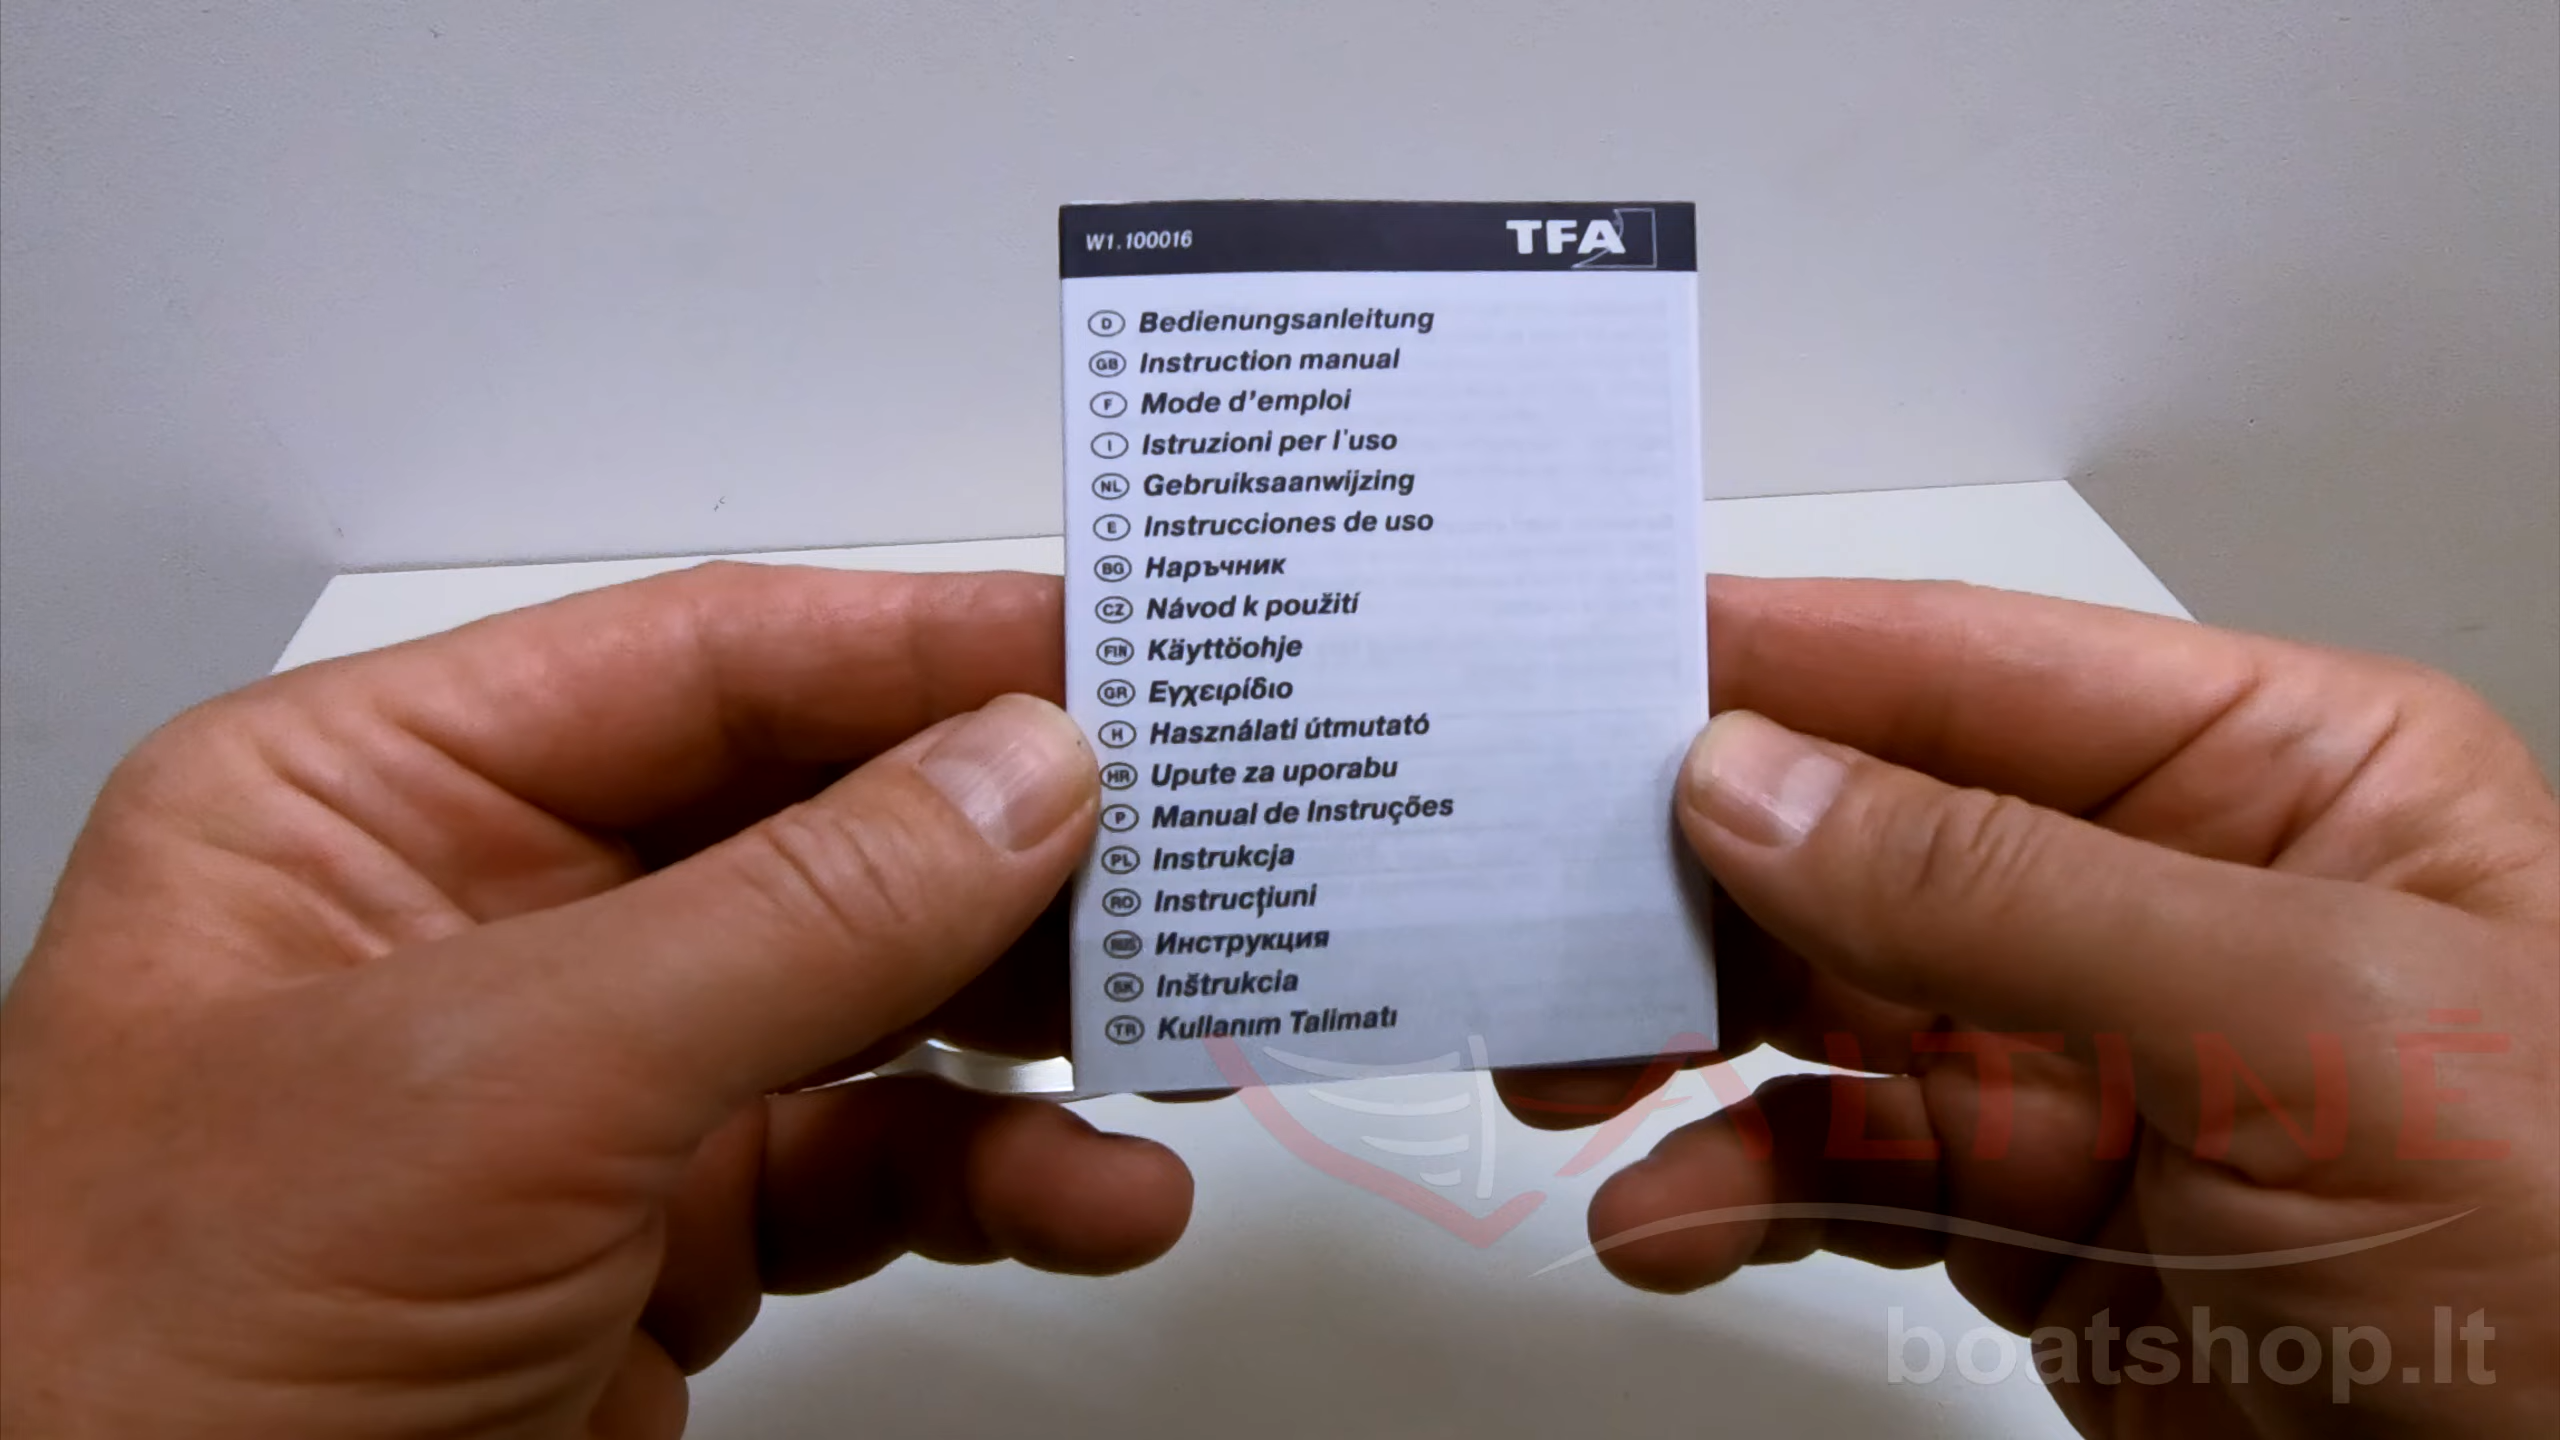 W1.100016
TFA
D Bedienungsanleitung
GB Instruction manual
F Mode d'emploi
I Istruzioni per l'uso
NL Gebruiksaanwijzing
E Instrucciones de uso
BG Наръчник
CZ Návod k použití
FIN Käyttöohje
GR Εγχειρίδιο
H Használati útmutató
HR Upute za uporabu
P Manual de Instruções
PL Instrukcja
RO Instrucţiuni
RUS Инструкция
SK Inštrukcia
TR Kullanım Talimatı
ALTINĖ
boatshop.lt